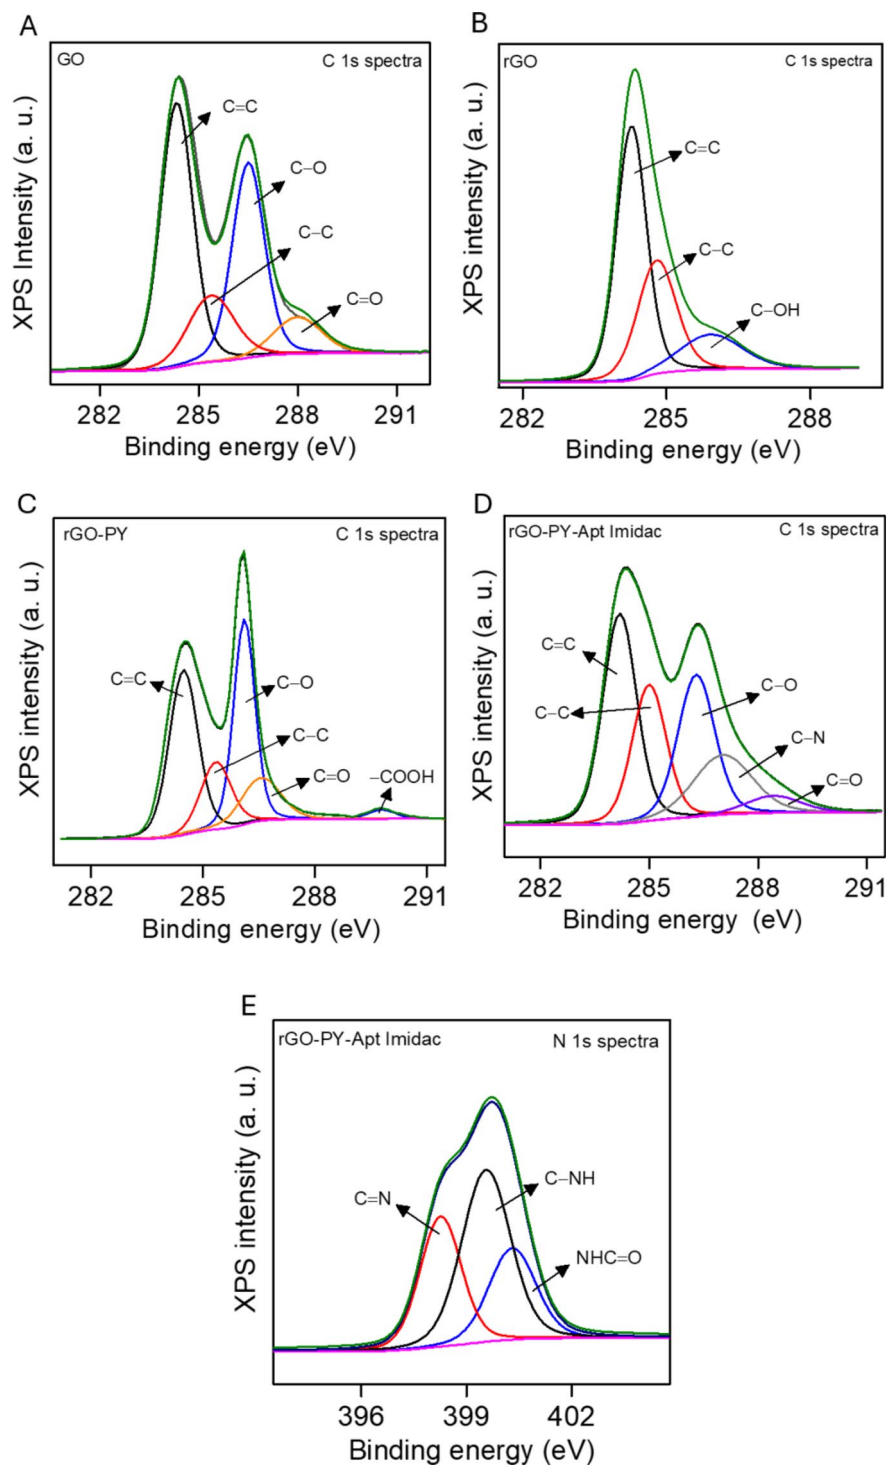 A
GO
C 1s spectra
C=C
C–O
C–C
C=O
XPS Intensity (a. u.)
282 285 288 291
Binding energy (eV)
B
rGO
C 1s spectra
C=C
C–C
C–OH
XPS intensity (a. u.)
282 285 288
Binding energy (eV)
C
rGO-PY
C 1s spectra
C=C
C–O
C–C
C=O
–COOH
XPS intensity (a. u.)
282 285 288 291
Binding energy (eV)
D
rGO-PY-Apt Imidac
C 1s spectra
C=C
C–C
C–O
C–N
C=O
XPS intensity (a. u.)
282 285 288 291
Binding energy (eV)
E
rGO-PY-Apt Imidac
N 1s spectra
C=N
C–NH
NHC=O
XPS intensity (a. u.)
396 399 402
Binding energy (eV)